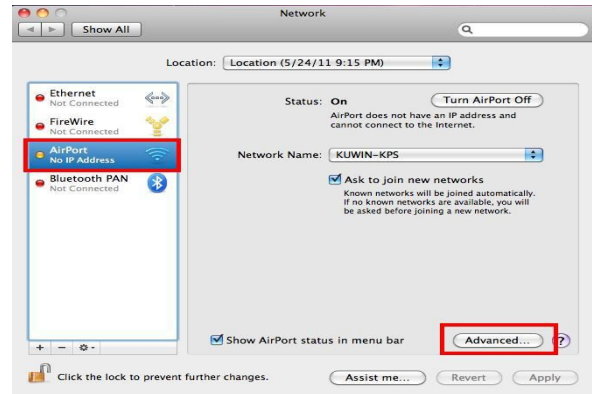 Network
Show All
Location: Location (5/24/11 9:15 PM)
Ethernet
Not Connected
FireWire
Not Connected
AirPort
No IP Address
Bluetooth PAN
Not Connected
Status: On
Turn AirPort Off
AirPort does not have an IP address and
cannot connect to the Internet.
Network Name: KUWIN-KPS
Ask to join new networks
Known networks will be joined automatically.
If no known networks are available, you will
be asked before joining a new network.
Show AirPort status in menu bar
Advanced... ?
Click the lock to prevent further changes.
Assist me... Revert Apply